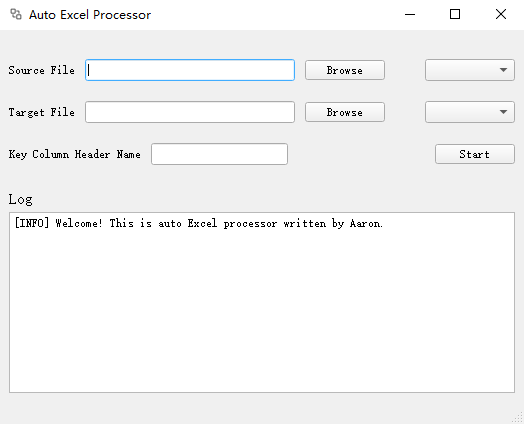 Auto Excel Processor
Source File Browse
Target File Browse
Key Column Header Name Start
Log
[INFO] Welcome! This is auto Excel processor written by Aaron.